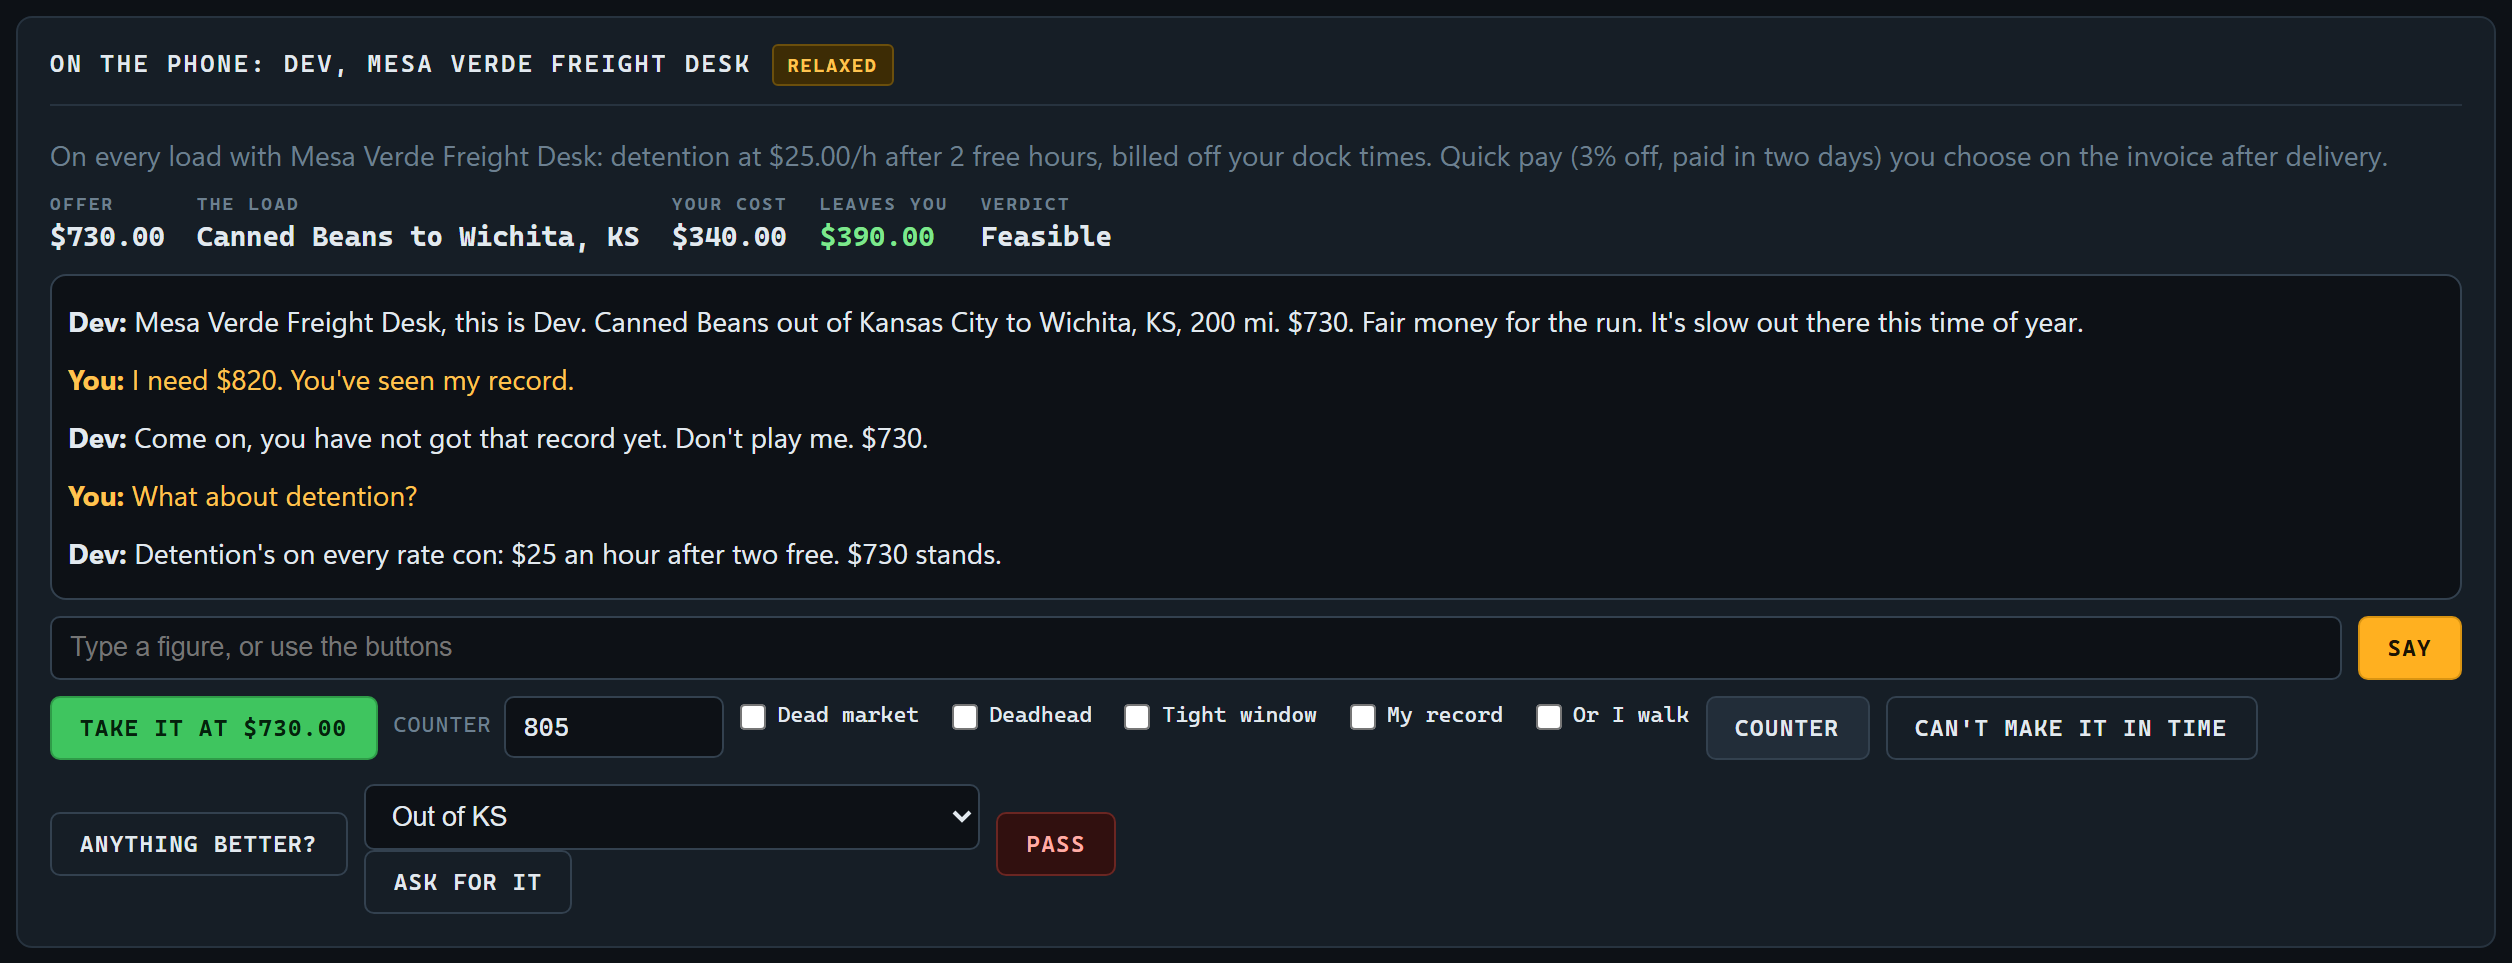 ON THE PHONE: DEV, MESA VERDE FREIGHT DESK RELAXED
On every load with Mesa Verde Freight Desk: detention at $25.00/h after 2 free hours, billed off your dock times. Quick pay (3% off, paid in two days) you choose on the invoice after delivery.
OFFER THE LOAD YOUR COST LEAVES YOU VERDICT
$730.00 Canned Beans to Wichita, KS $340.00 $390.00 Feasible
Dev: Mesa Verde Freight Desk, this is Dev. Canned Beans out of Kansas City to Wichita, KS, 200 mi. $730. Fair money for the run. It's slow out there this time of year.
You: I need $820. You've seen my record.
Dev: Come on, you have not got that record yet. Don't play me. $730.
You: What about detention?
Dev: Detention's on every rate con: $25 an hour after two free. $730 stands.
Type a figure, or use the buttons SAY
TAKE IT AT $730.00 COUNTER 805 Dead market Deadhead Tight window My record Or I walk COUNTER CAN'T MAKE IT IN TIME
ANYTHING BETTER? Out of KS PASS
ASK FOR IT